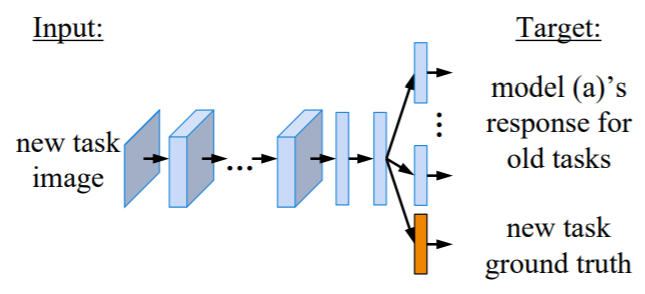 Input:
Target:
new task
image
...
model (a)'s
response for
old tasks
new task
ground truth